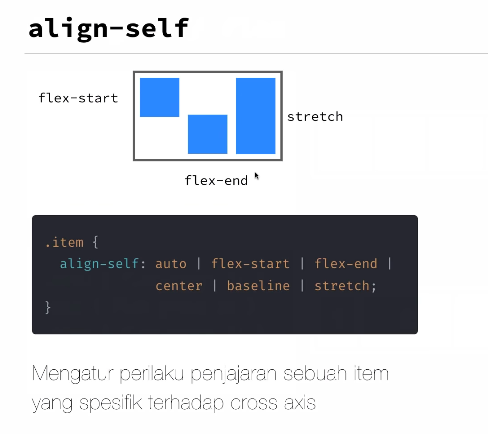 align-self
flex-start
stretch
flex-end
.item {
align-self: auto | flex-start | flex-end |
center | baseline | stretch;
}
Mengatur perilaku penjajaran sebuah item
yang spesifik terhadap cross axis